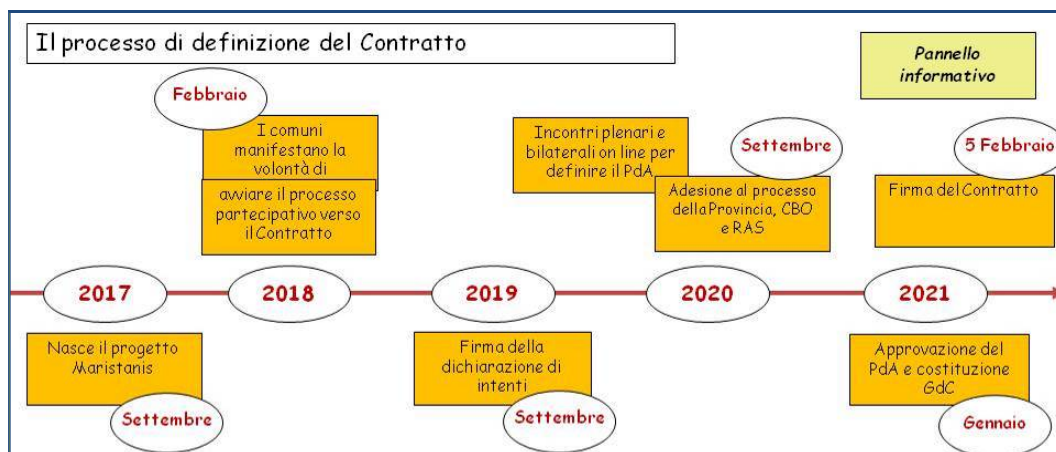 Il processo di definizione del Contratto
Pannello
informativo
Febbraio
I comuni
manifestano la
volontà di
avviare il processo
partecipativo verso
il Contratto
Incontri plenari e
bilaterali on line per
definire il PdA
Settembre
Adesione al processo
della Provincia, CBO
e RAS
5 Febbraio
Firma del Contratto
2017
2018
2019
2020
2021
Nasce il progetto
Maristanis
Settembre
Firma della
dichiarazione di
intenti
Settembre
Approvazione del
PdA e costituzione
GdC
Gennaio